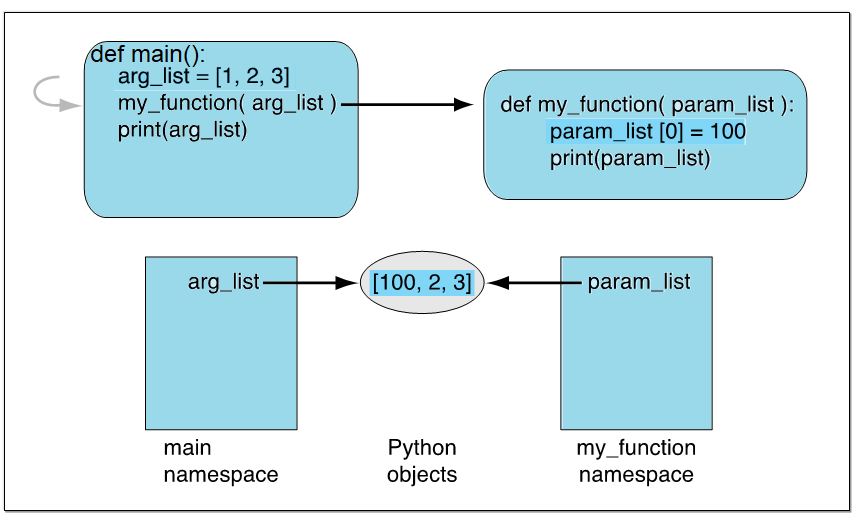 def main():
arg_list = [1, 2, 3]
my_function( arg_list )
print(arg_list)
def my_function( param_list ):
param_list [0] = 100
print(param_list)
arg_list
[100, 2, 3]
param_list
main
namespace
Python
objects
my_function
namespace